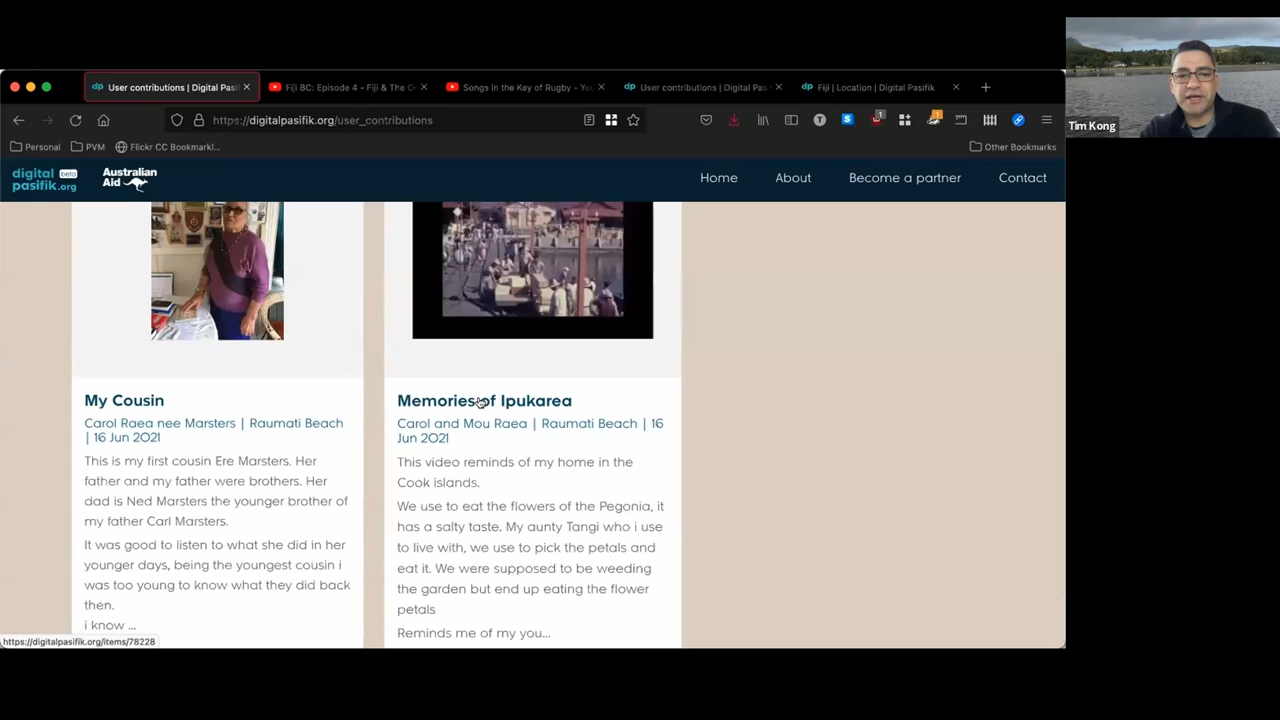 User contributions | Digital Pasi
Fiji BC: Episode 4 - Fiji & The O
Songs in the Key of Rugby - Yo
User contributions | Digital Pas
Fiji | Location | Digital Pasifik
https://digitalpasifik.org/user_contributions
1
1
Personal
PVM
Flickr CC Bookmarkl...
Other Bookmarks
digital beta
pasifik.org
Australian
Aid
Home
About
Become a partner
Contact
My Cousin
Carol Raea nee Marsters | Raumati Beach
| 16 Jun 2021
This is my first cousin Ere Marsters. Her
father and my father were brothers. Her
dad is Ned Marsters the younger brother of
my father Carl Marsters.
It was good to listen to what she did in her
younger days, being the youngest cousin i
was too young to know what they did back
then.
i know ...
Memories of Ipukarea
Carol and Mou Raea | Raumati Beach | 16
Jun 2021
This video reminds of my home in the
Cook islands.
We use to eat the flowers of the Pegonia, it
has a salty taste. My aunty Tangi who i use
to live with, we use to pick the petals and
eat it. We were supposed to be weeding
the garden but end up eating the flower
petals
Reminds me of my you...
https://digitalpasifik.org/items/78228
Tim Kong